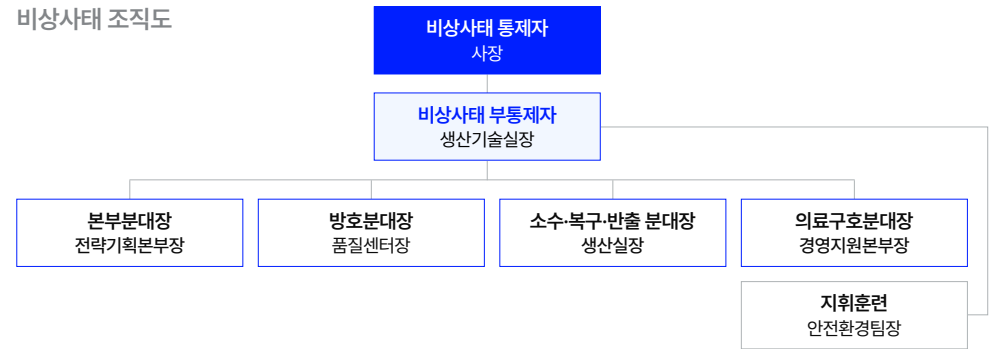 비상사태 조직도
비상사태 통제자
사장
비상사태 부통제자
생산기술실장
본부분대장
전략기획본부장
방호분대장
품질센터장
소수·복구·반출 분대장
생산실장
의료구호분대장
경영지원본부장
지휘훈련
안전환경팀장